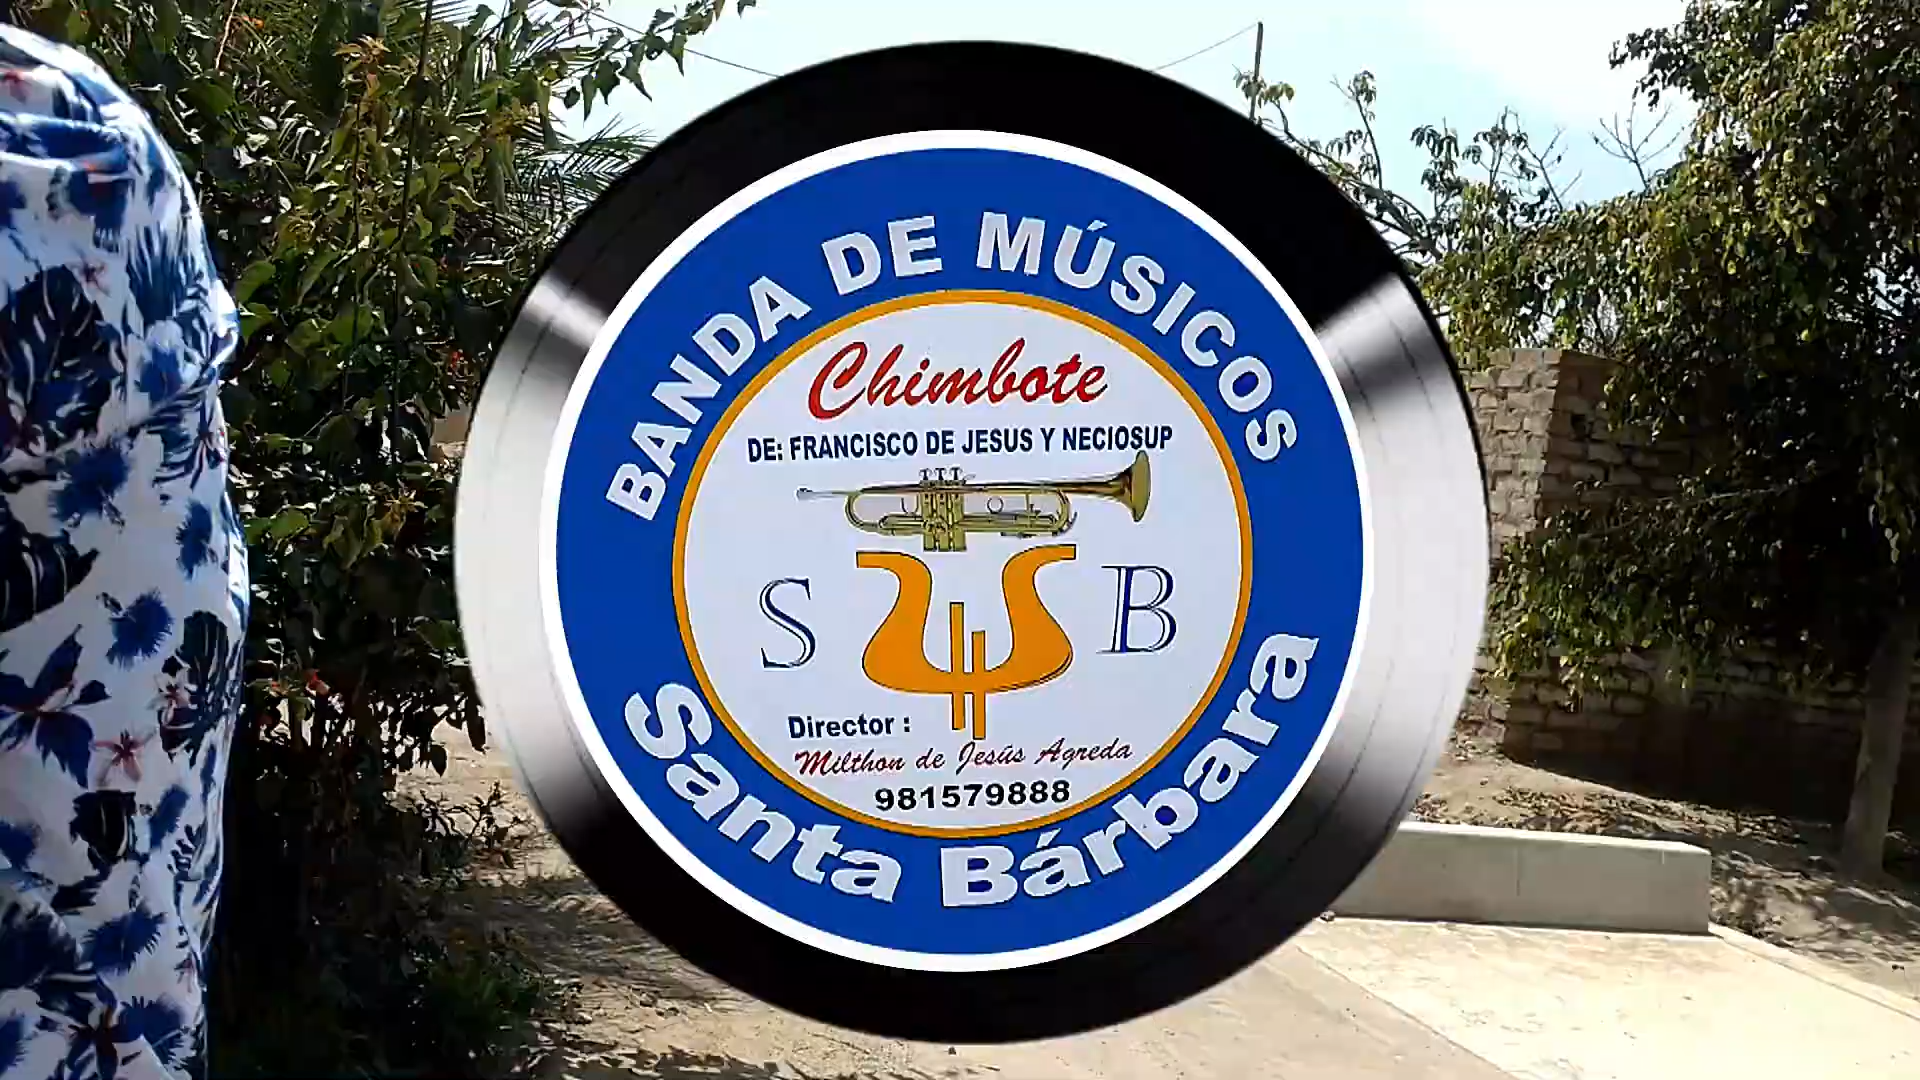 BANDA DE MÚSICOS
Chimbote
DE: FRANCISCO DE JESUS Y NECIOSUP
S B
Director :
Milthon de Jesús Agreda
981579888
Santa Bárbara